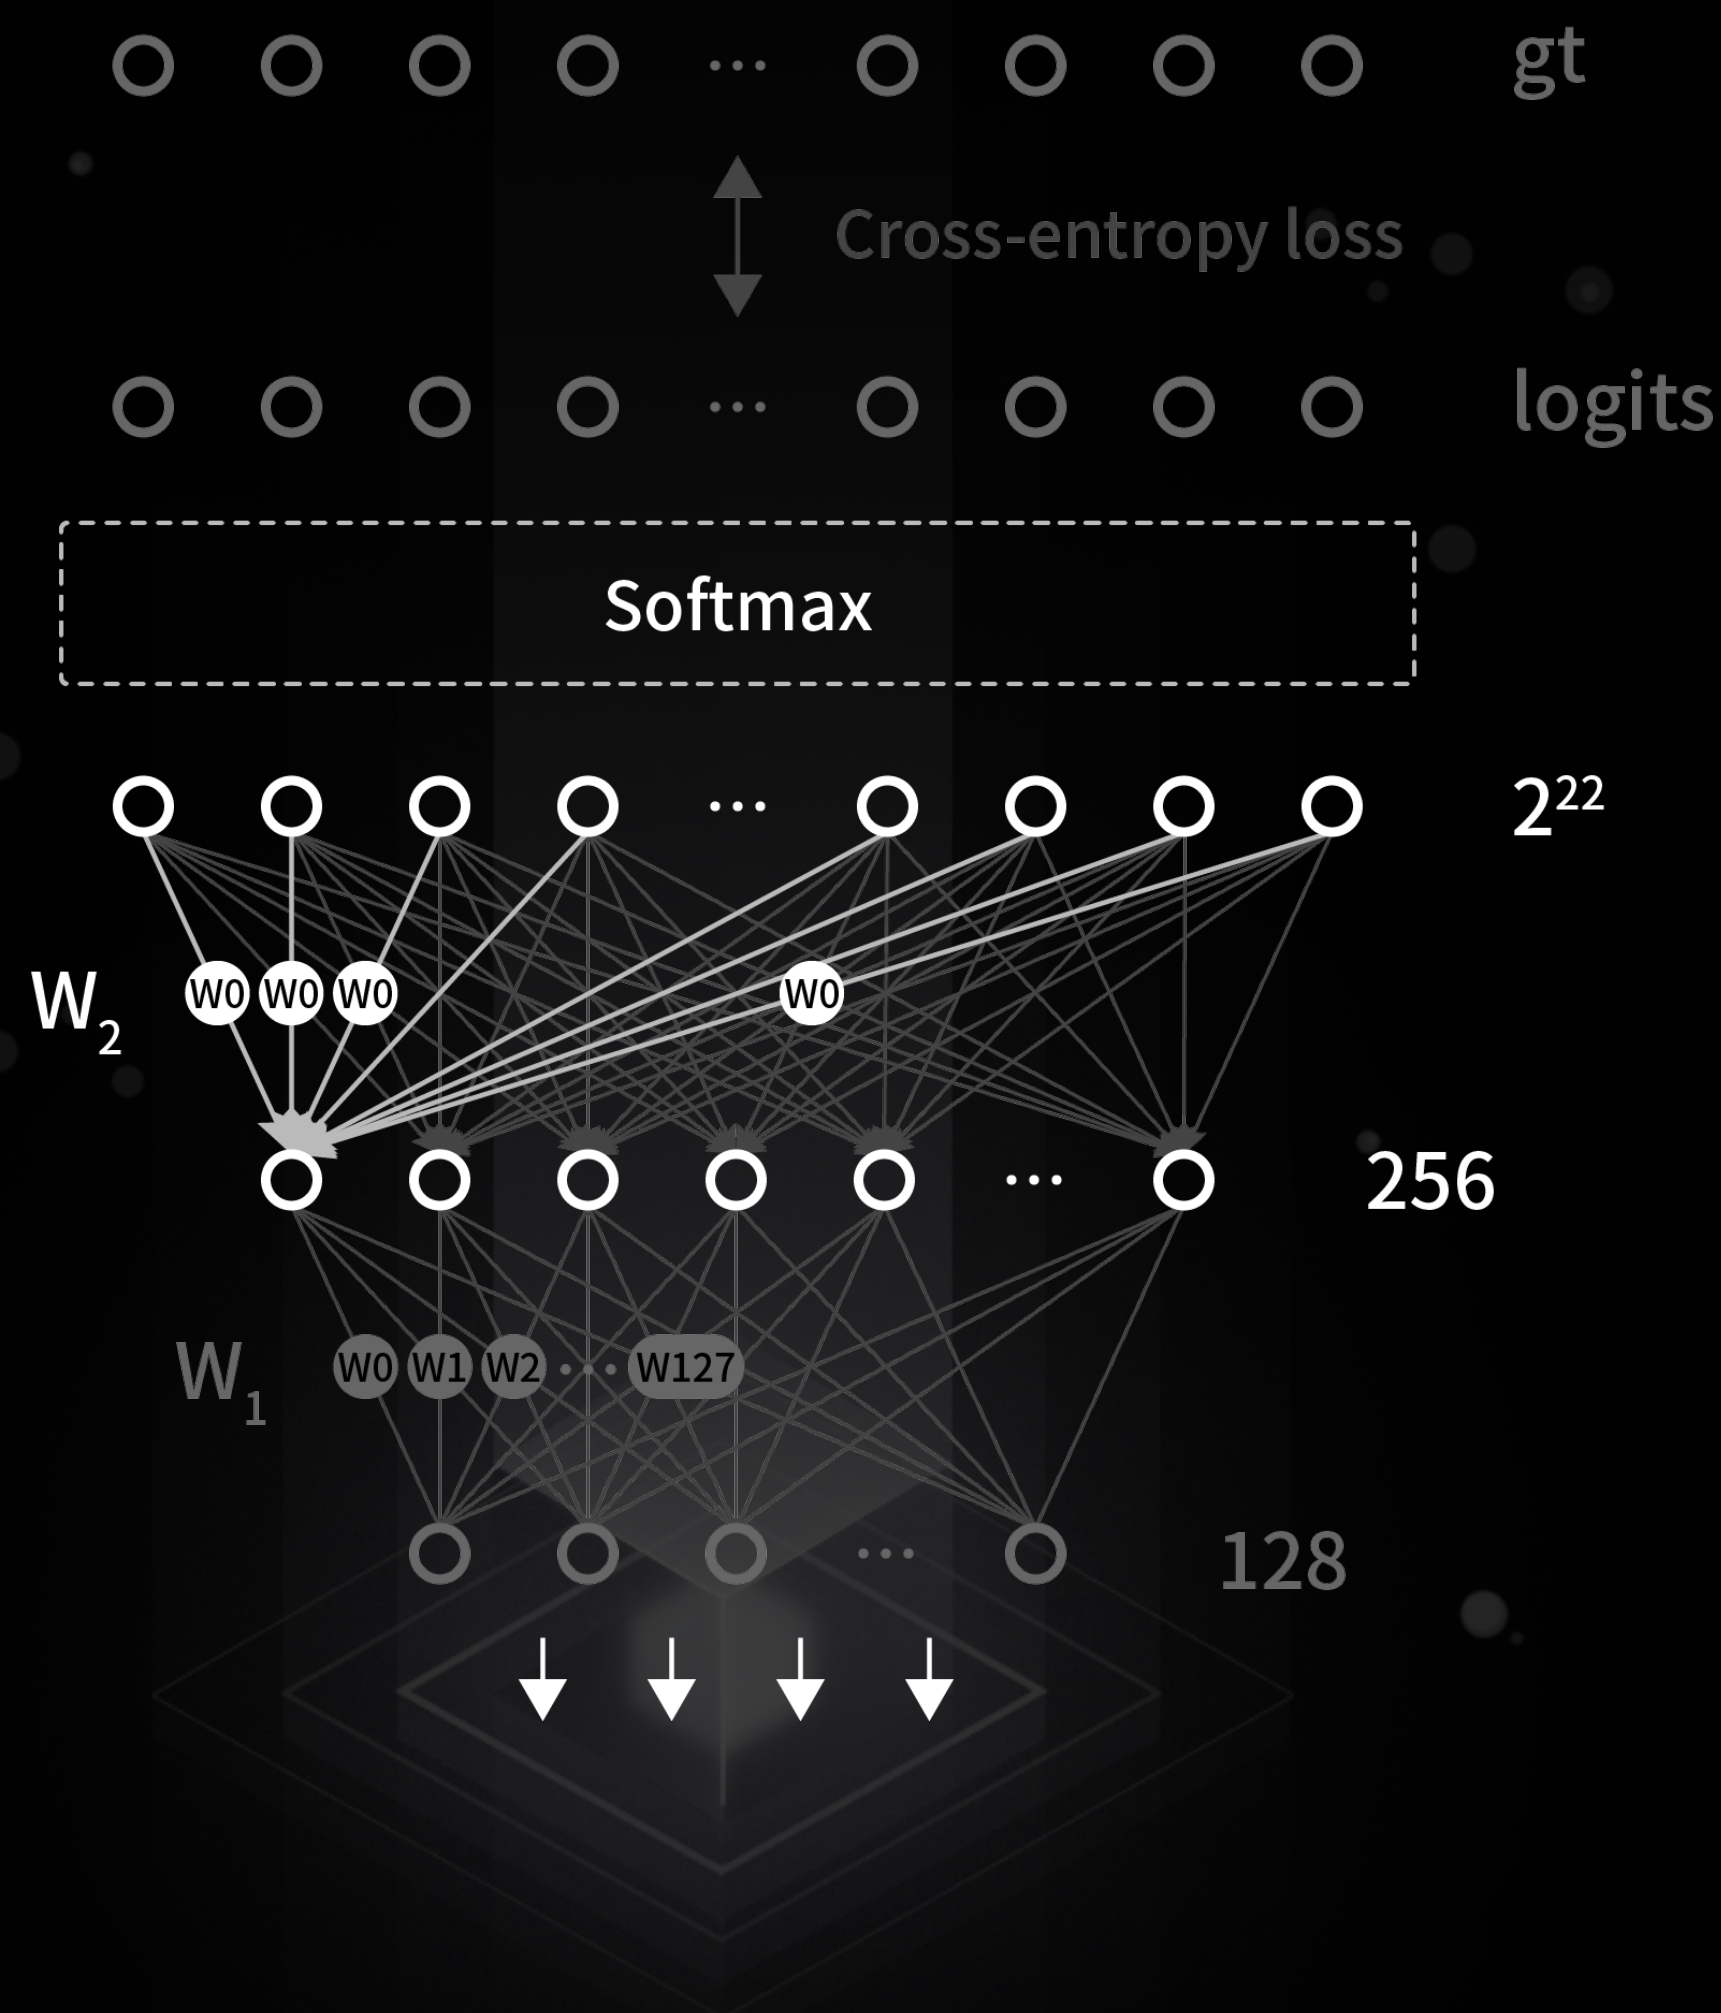 gt
Cross-entropy loss
logits
Softmax
2²²
W₂
W0 W0 W0 W0
256
W₁
W0 W1 W2 ... W127
128